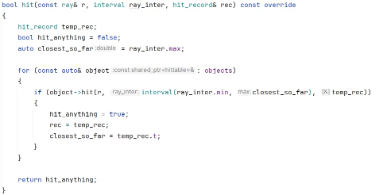 bool hit(const ray& r, interval ray_inter, hit_record& rec) const override
{
hit_record temp_rec;
bool hit_anything = false;
auto closest_so_far :double = ray_inter.max;
for (const auto& object :const shared_ptr<hittable>& : objects)
{
if (object->hit(r, ray_inter: interval(ray_inter.min, max: closest_so_far), [&] temp_rec))
{
hit_anything = true;
rec = temp_rec;
closest_so_far = temp_rec.t;
}
}
return hit_anything;
}